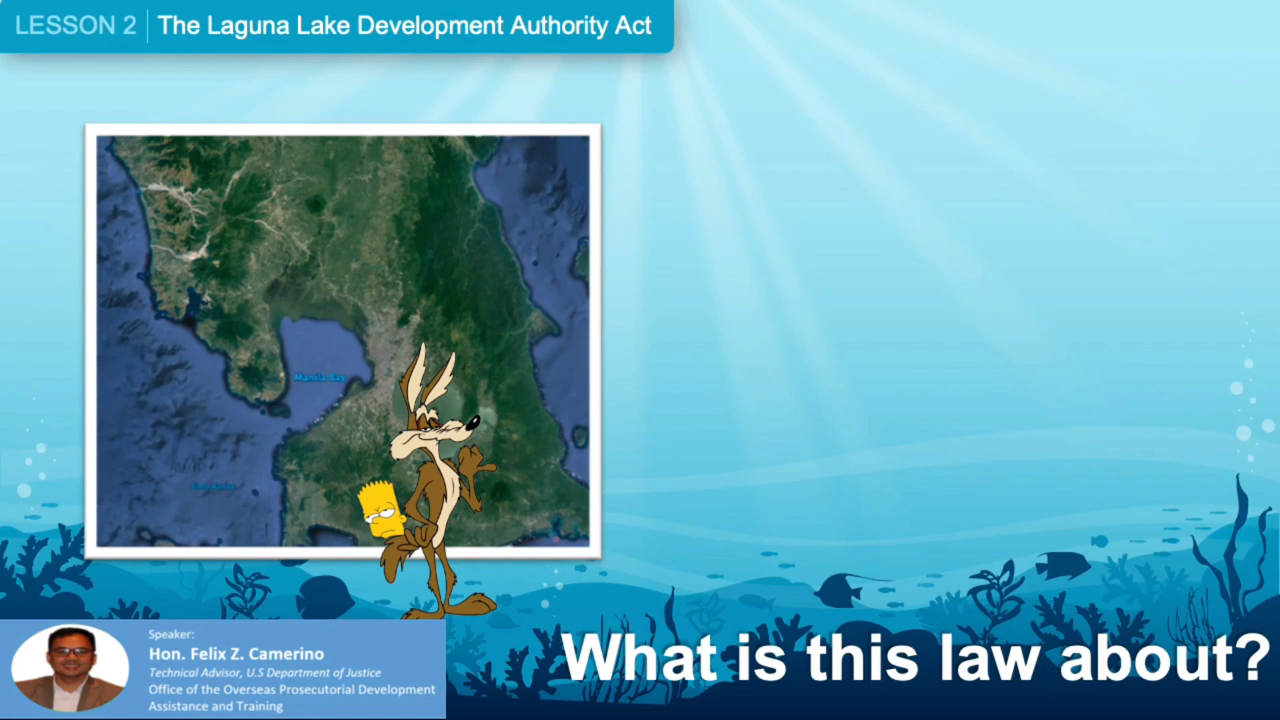 LESSON 2 | The Laguna Lake Development Authority Act
Manila Bay
Speaker:
Hon. Felix Z. Camerino
Technical Advisor, U.S Department of Justice
Office of the Overseas Prosecutorial Development
Assistance and Training
What is this law about?